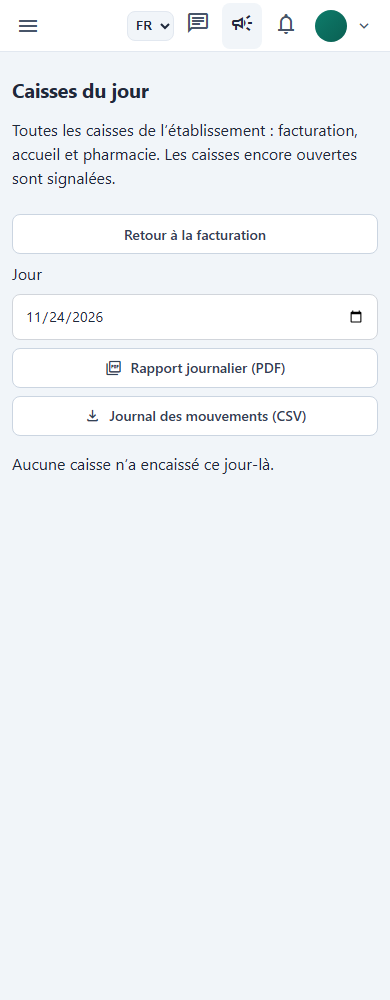 FR
Caisses du jour
Toutes les caisses de l’établissement : facturation,
accueil et pharmacie. Les caisses encore ouvertes
sont signalées.
Retour à la facturation
Jour
11/24/2026
PDF Rapport journalier (PDF)
Journal des mouvements (CSV)
Aucune caisse n’a encaissé ce jour-là.